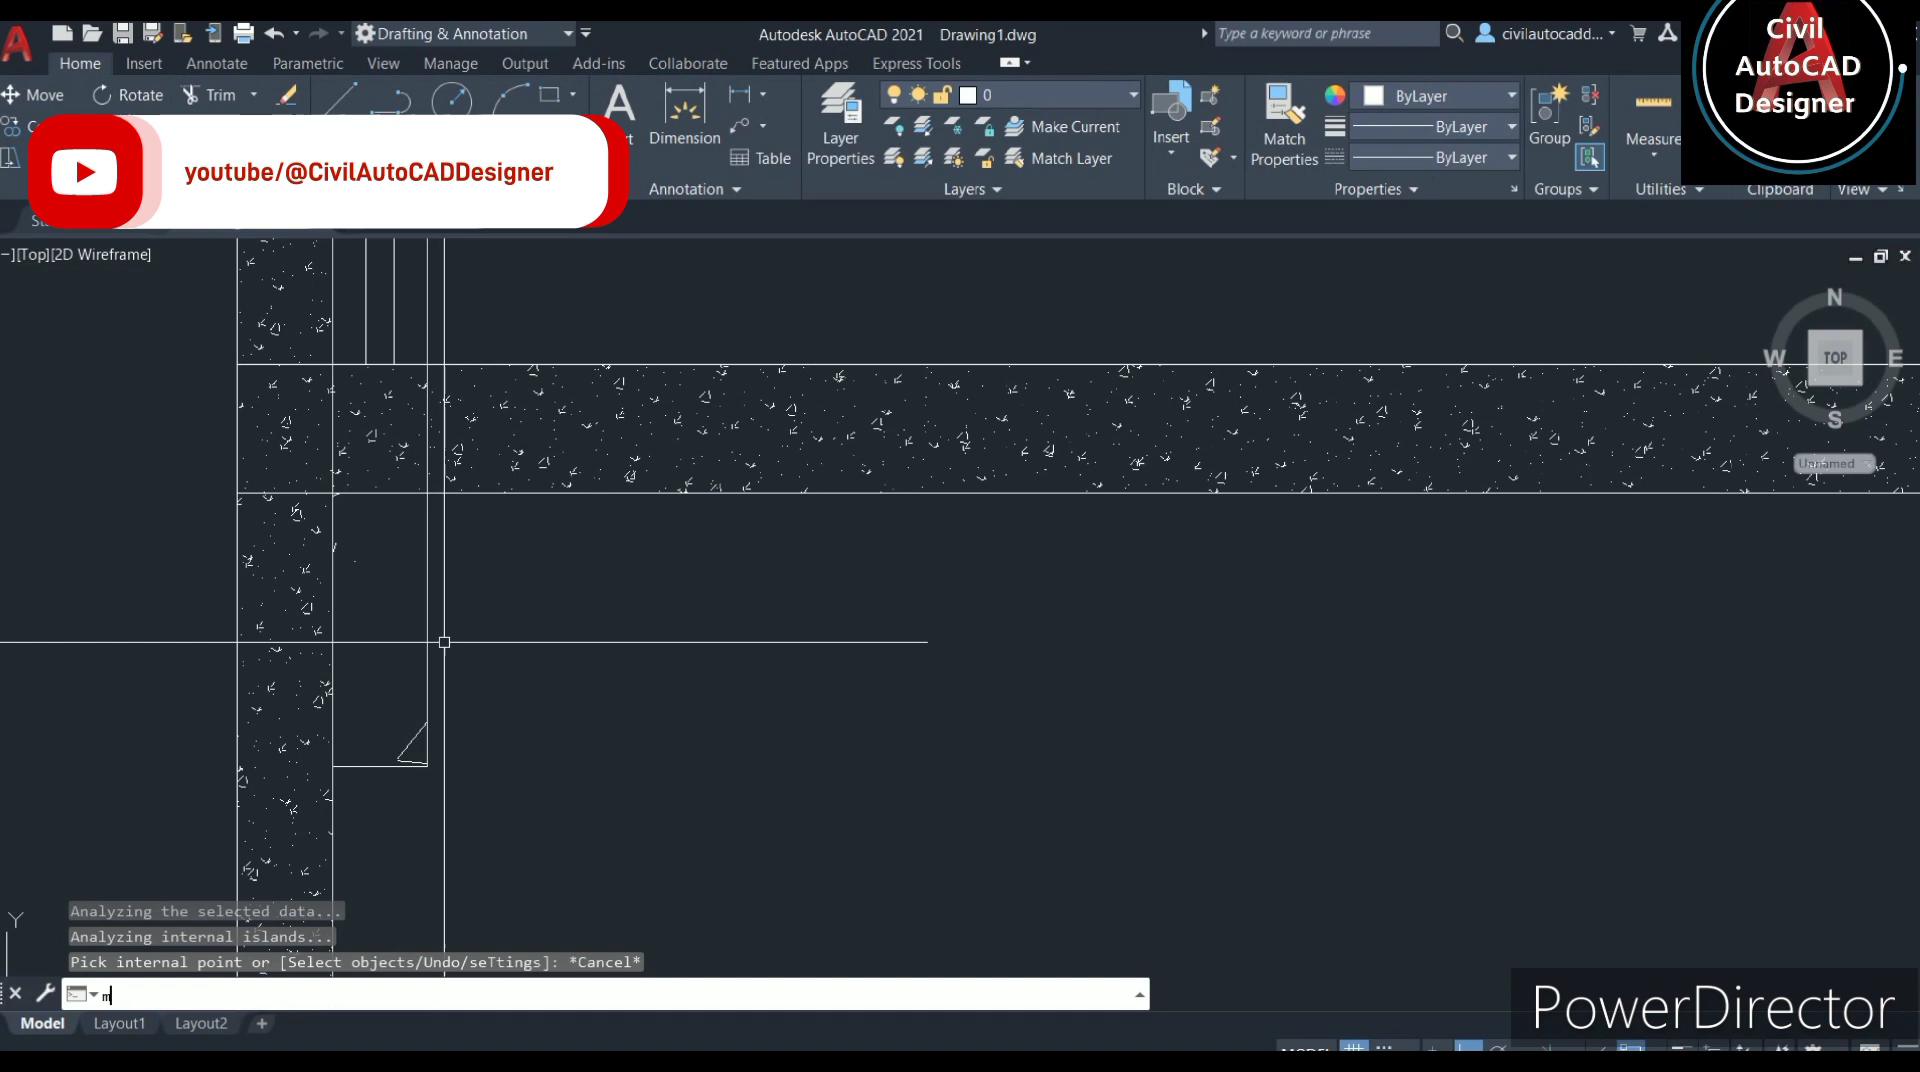 Drafting & Annotation
Autodesk AutoCAD 2021 Drawing1.dwg
Type a keyword or phrase
civilautocadd...
Home Insert Annotate Parametric View Manage Output Add-ins Collaborate Featured Apps Express Tools
Move Rotate Trim
Dimension
Table
Layer Properties
0
Make Current
Match Layer
Insert
Match Properties
ByLayer
ByLayer
ByLayer
Group
Measure
Annotation Layers Block Properties Groups Utilities Clipboard View
Civil
AutoCAD
Designer
youtube/@CivilAutoCADDesigner
−][Top][2D Wireframe]
N
W TOP E
S
Unnamed
Y
Analyzing the selected data...
Analyzing internal islands...
Pick internal point or [Select objects/Undo/seTtings]: *Cancel*
m
Model Layout1 Layout2
PowerDirector